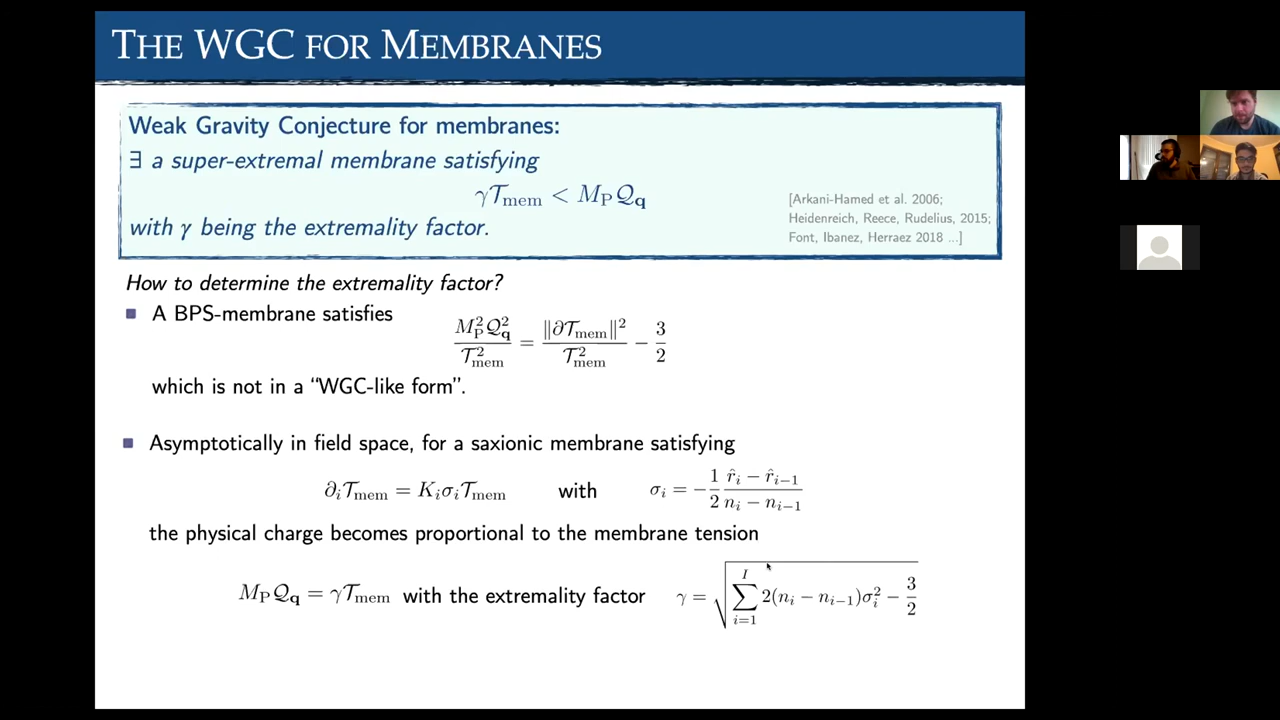 THE WGC FOR MEMBRANES
Weak Gravity Conjecture for membranes:
∃ a super-extremal membrane satisfying
γ𝒯_mem < M_P 𝒬_q
[Arkani-Hamed et al. 2006;
Heidenreich, Reece, Rudelius, 2015;
Font, Ibanez, Herraez 2018 ...]
with γ being the extremality factor.
How to determine the extremality factor?
A BPS-membrane satisfies
M_P^2 𝒬_q^2 / 𝒯_mem^2 = ‖∂𝒯_mem‖^2 / 𝒯_mem^2 − 3/2
which is not in a “WGC-like form”.
Asymptotically in field space, for a saxionic membrane satisfying
∂_i 𝒯_mem = K_i σ_i 𝒯_mem with σ_i = −1/2 (r̂_i − r̂_{i−1})/(n_i − n_{i−1})
the physical charge becomes proportional to the membrane tension
M_P 𝒬_q = γ𝒯_mem with the extremality factor γ = √(∑_{i=1}^{I} 2(n_i − n_{i−1})σ_i^2 − 3/2)